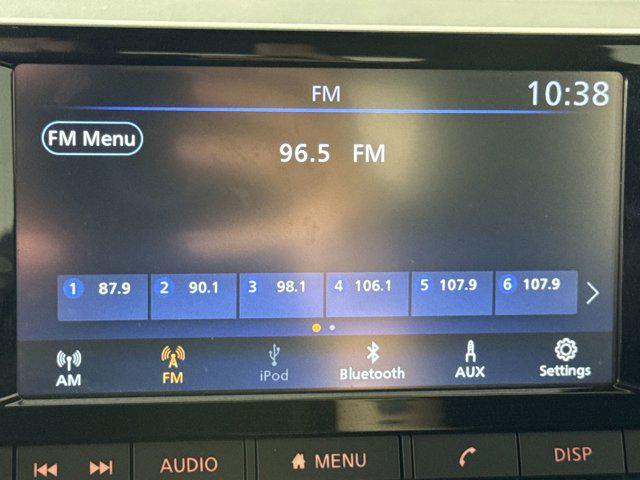 FM 10:38
FM Menu
96.5 FM
1 87.9 2 90.1 3 98.1 4 106.1 5 107.9 6 107.9
AM FM iPod Bluetooth AUX Settings
AUDIO MENU DISP